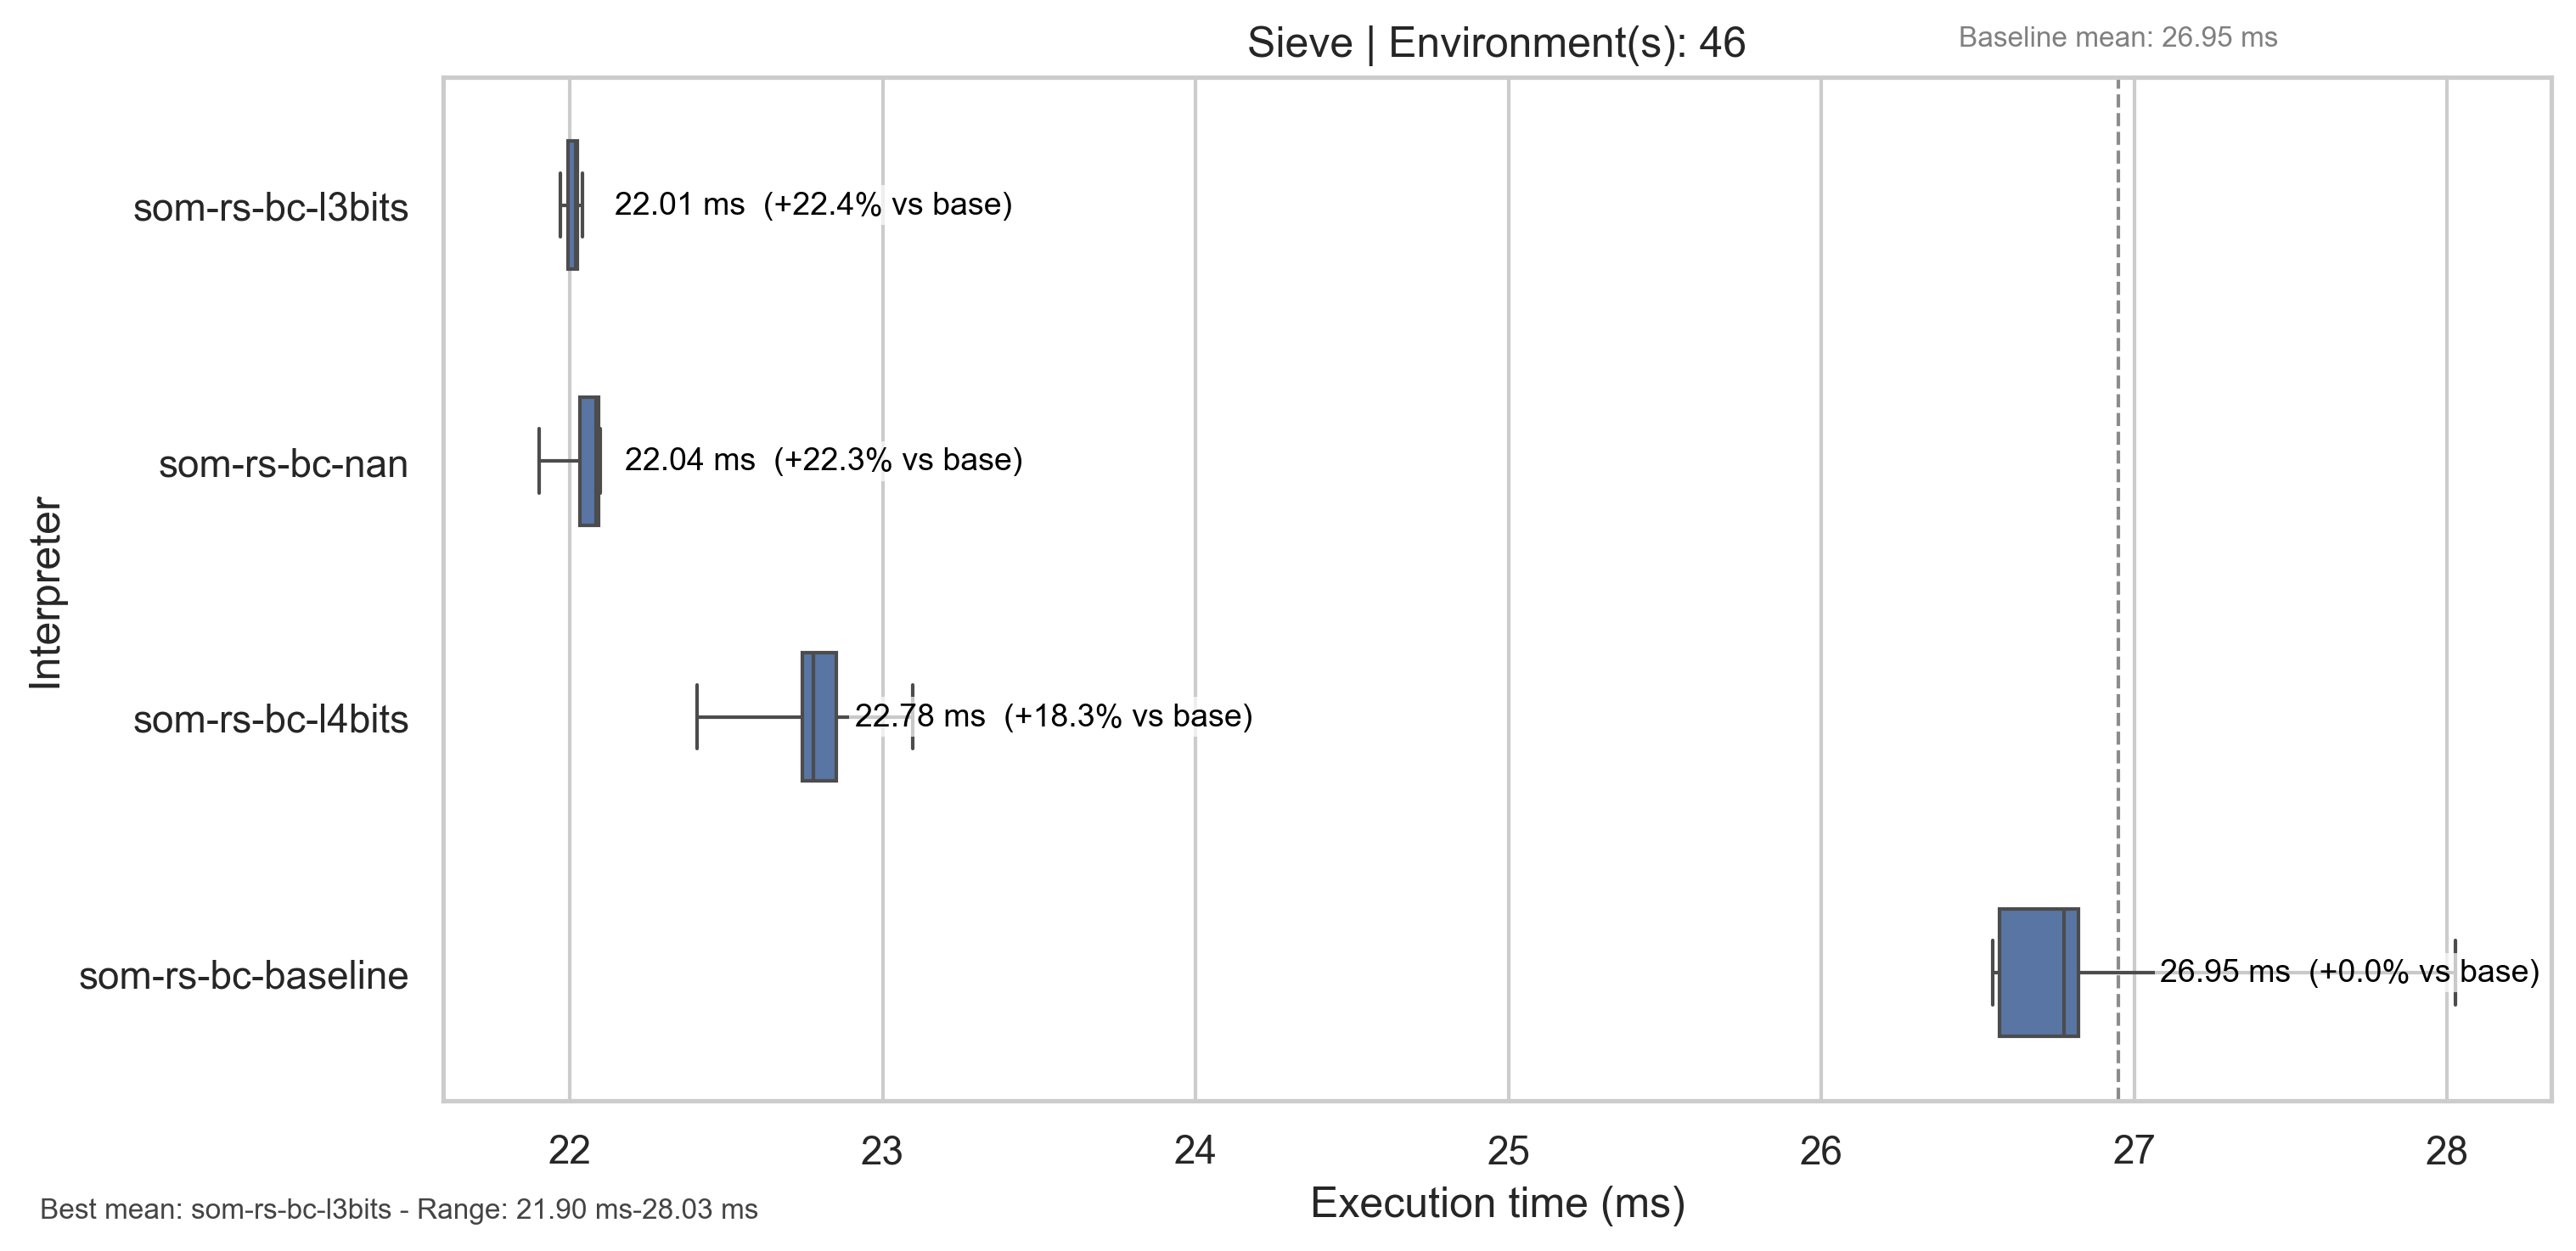 Sieve | Environment(s): 46
Baseline mean: 26.95 ms
Interpreter
som-rs-bc-l3bits
22.01 ms  (+22.4% vs base)
som-rs-bc-nan
22.04 ms  (+22.3% vs base)
som-rs-bc-l4bits
22.78 ms  (+18.3% vs base)
som-rs-bc-baseline
26.95 ms  (+0.0% vs base)
22 23 24 25 26 27 28
Execution time (ms)
Best mean: som-rs-bc-l3bits - Range: 21.90 ms-28.03 ms